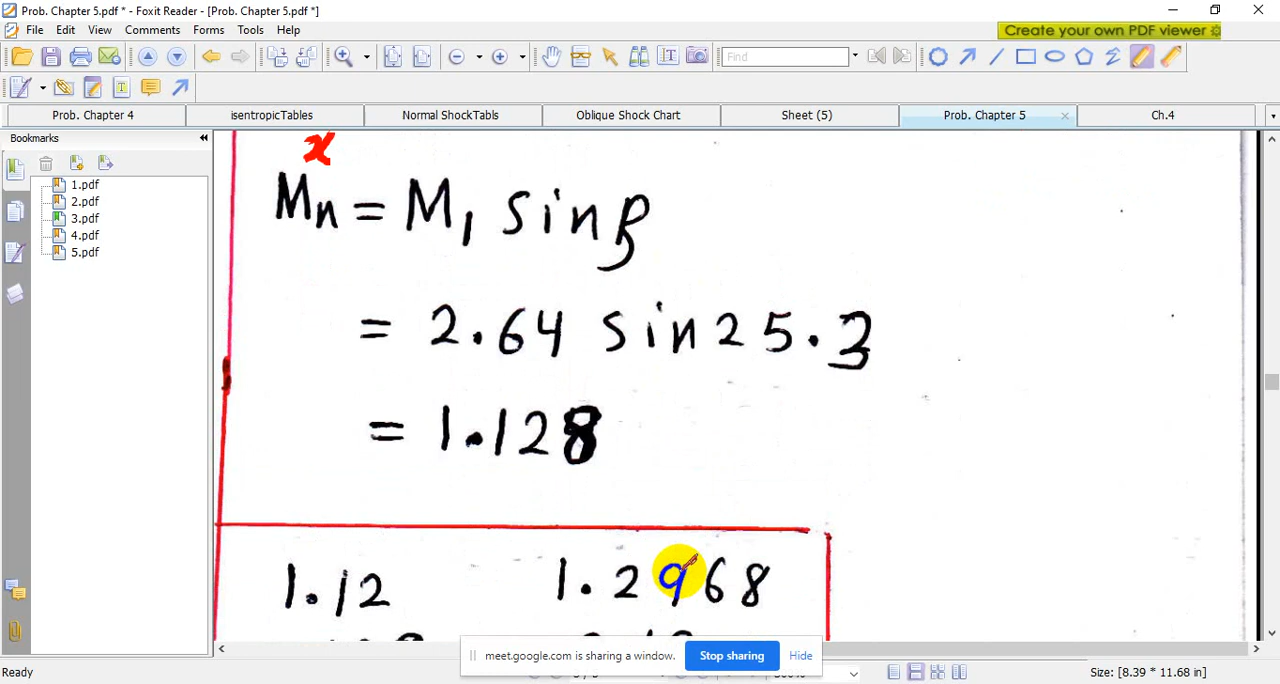 Prob. Chapter 5.pdf * - Foxit Reader - [Prob. Chapter 5.pdf *]
File Edit View Comments Forms Tools Help
Create your own PDF viewer
Find
Prob. Chapter 4 isentropicTables Normal ShockTabls Oblique Shock Chart Sheet (5) Prob. Chapter 5 Ch.4
Bookmarks
1.pdf
2.pdf
3.pdf
4.pdf
5.pdf
x
Mn = M1 sinβ
= 2.64 sin25.3
= 1.128
1.12 1.2968
meet.google.com is sharing a window. Stop sharing Hide
Ready
Size: [8.39 * 11.68 in]